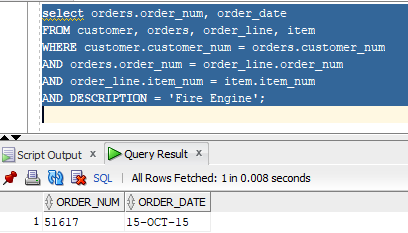 select orders.order_num, order_date
FROM customer, orders, order_line, item
WHERE customer.customer_num = orders.customer_num
AND orders.order_num = order_line.order_num
AND order_line.item_num = item.item_num
AND DESCRIPTION = 'Fire Engine';
Script Output x Query Result x
SQL | All Rows Fetched: 1 in 0.008 seconds
ORDER_NUM ORDER_DATE
1 51617 15-OCT-15